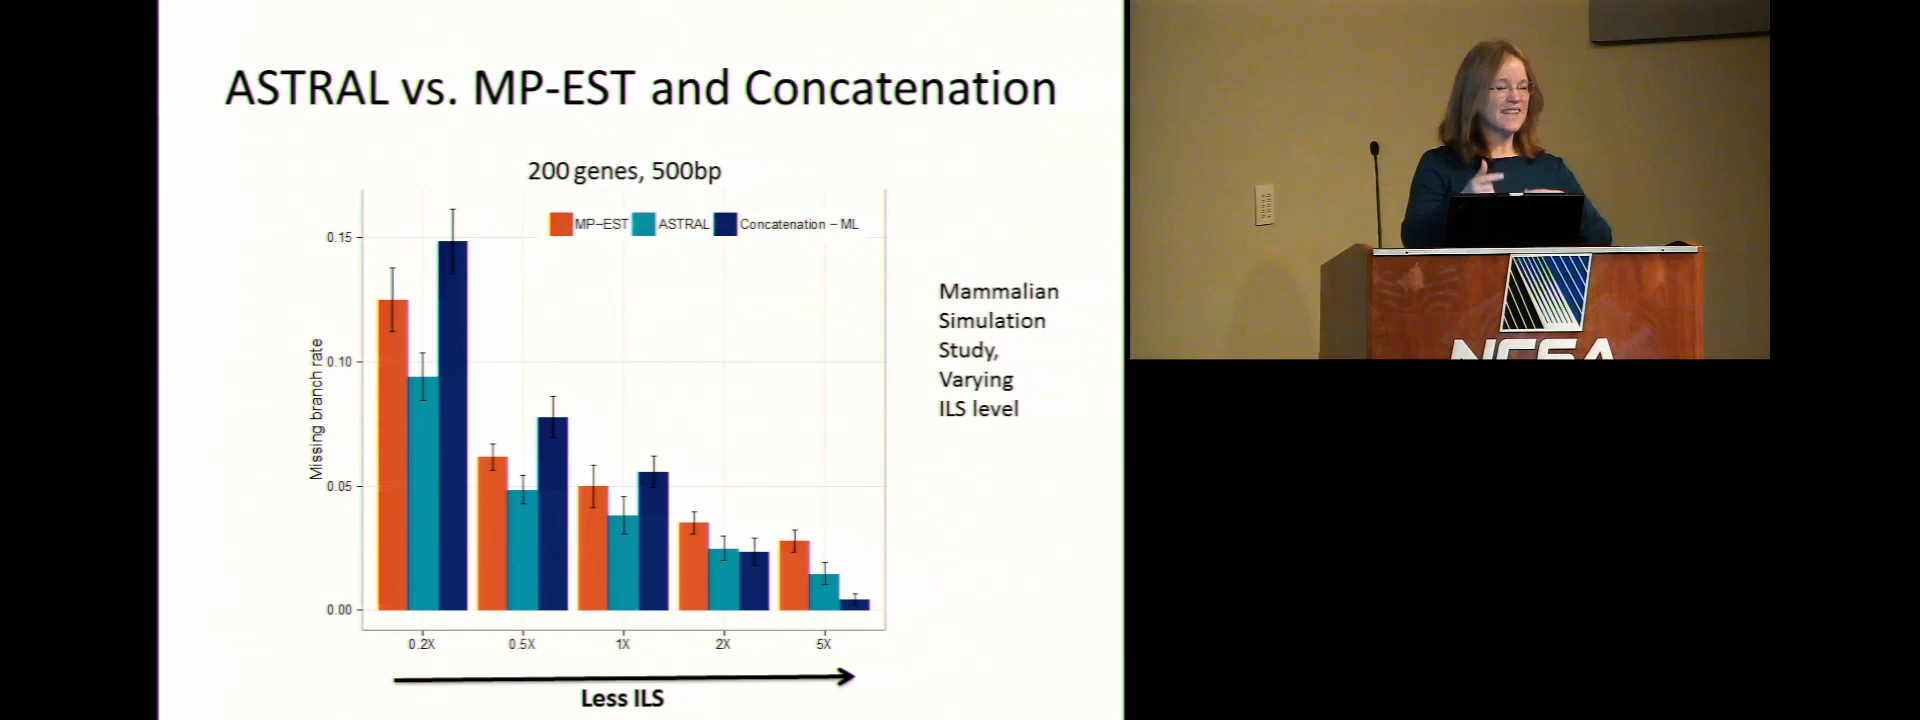 ASTRAL vs. MP-EST and Concatenation
200 genes, 500bp
MP-EST ASTRAL Concatenation - ML
Missing branch rate
0.15
0.10
0.05
0.00
0.2X 0.5X 1X 2X 5X
Less ILS
Mammalian
Simulation
Study,
Varying
ILS level
NCSA